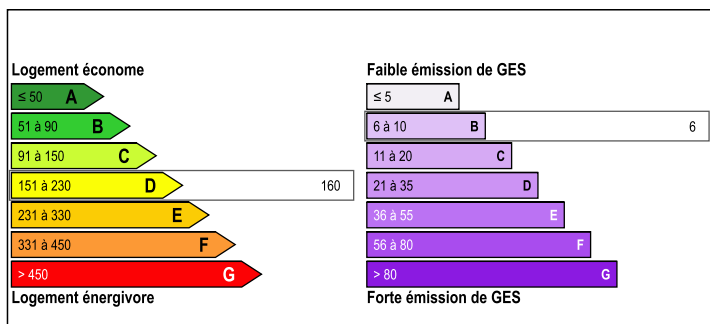 Logement économe
≤ 50 A
51 à 90 B
91 à 150 C
151 à 230 D 160
231 à 330 E
331 à 450 F
> 450 G
Logement énergivore
Faible émission de GES
≤ 5 A
6 à 10 B 6
11 à 20 C
21 à 35 D
36 à 55 E
56 à 80 F
> 80 G
Forte émission de GES